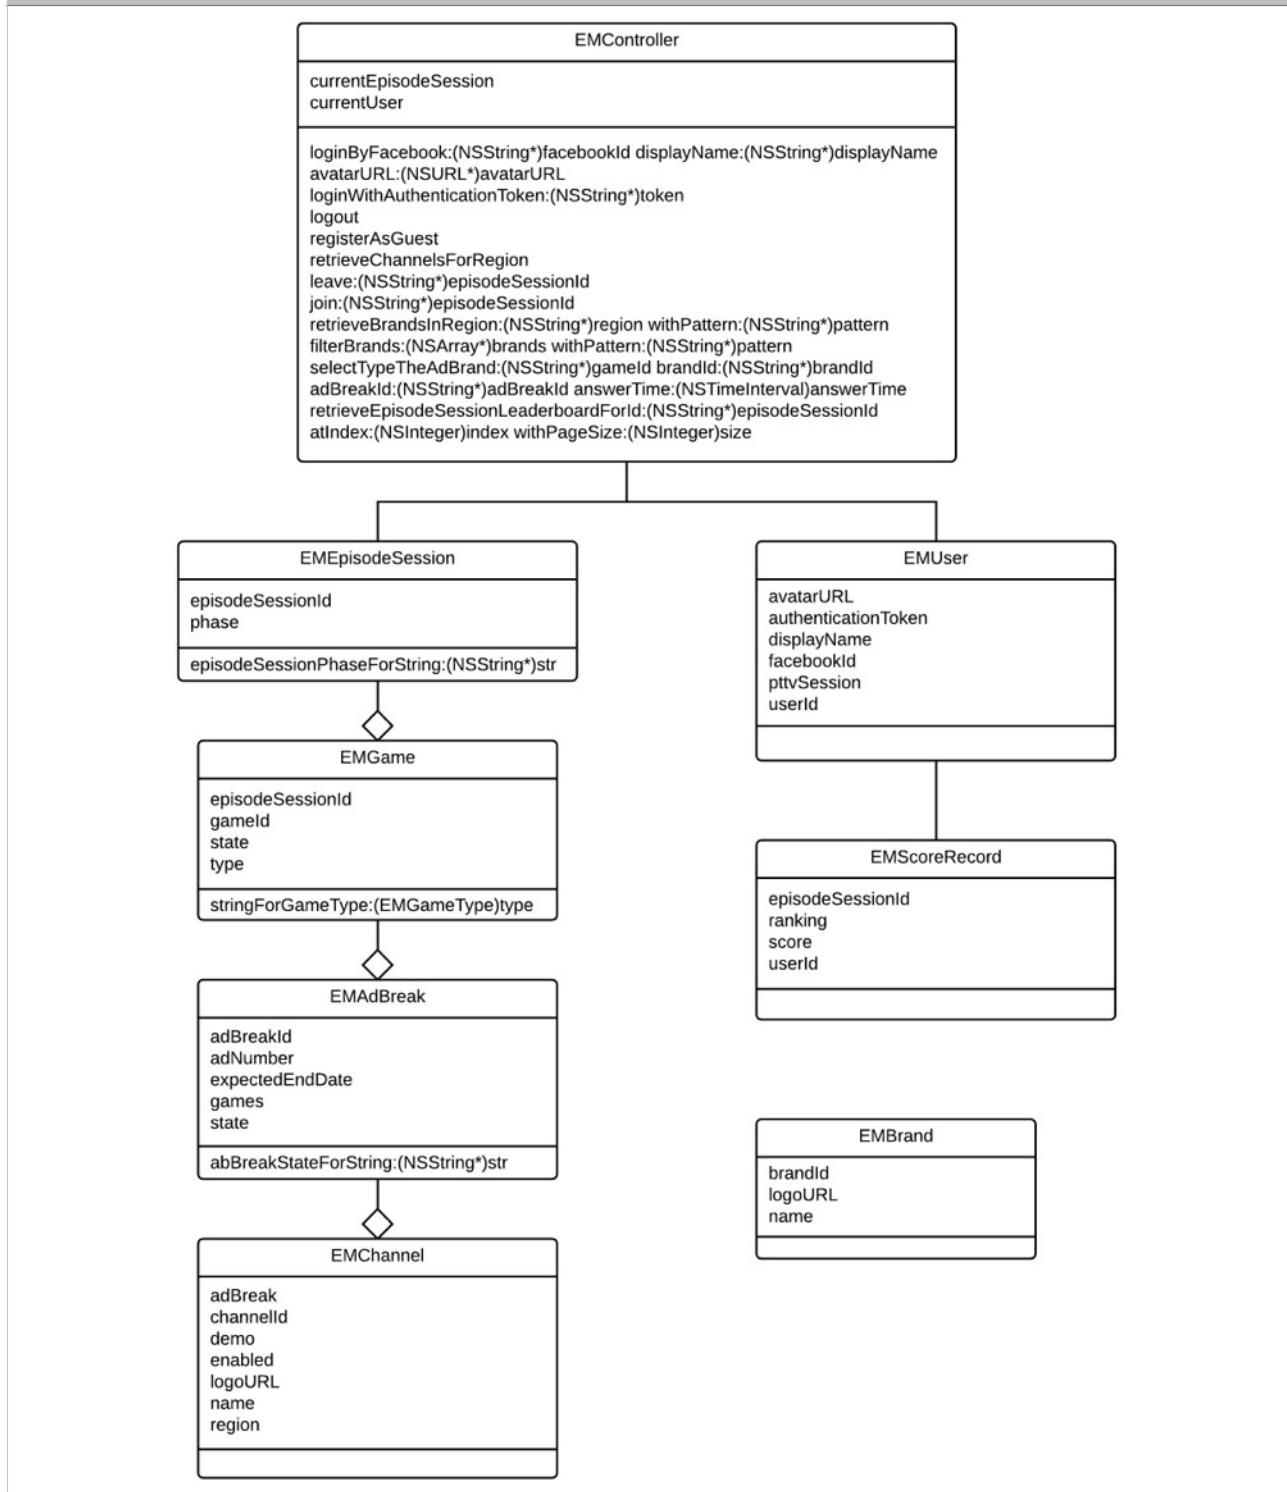 EMController
currentEpisodeSession
currentUser
loginByFacebook:(NSString*)facebookId displayName:(NSString*)displayName
avatarURL:(NSURL*)avatarURL
loginWithAuthenticationToken:(NSString*)token
logout
registerAsGuest
retrieveChannelsForRegion
leave:(NSString*)episodeSessionId
join:(NSString*)episodeSessionId
retrieveBrandsInRegion:(NSString*)region withPattern:(NSString*)pattern
filterBrands:(NSArray*)brands withPattern:(NSString*)pattern
selectTypeTheAdBrand:(NSString*)gameId brandId:(NSString*)brandId
adBreakId:(NSString*)adBreakId answerTime:(NSTimeInterval)answerTime
retrieveEpisodeSessionLeaderboardForId:(NSString*)episodeSessionId
atIndex:(NSInteger)index withPageSize:(NSInteger)size
EMEpisodeSession
episodeSessionId
phase
episodeSessionPhaseForString:(NSString*)str
EMGame
episodeSessionId
gameId
state
type
stringForGameType:(EMGameType)type
EMAdBreak
adBreakId
adNumber
expectedEndDate
games
state
abBreakStateForString:(NSString*)str
EMChannel
adBreak
channelId
demo
enabled
logoURL
name
region
EMUser
avatarURL
authenticationToken
displayName
facebookId
pttvSession
userId
EMScoreRecord
episodeSessionId
ranking
score
userId
EMBrand
brandId
logoURL
name